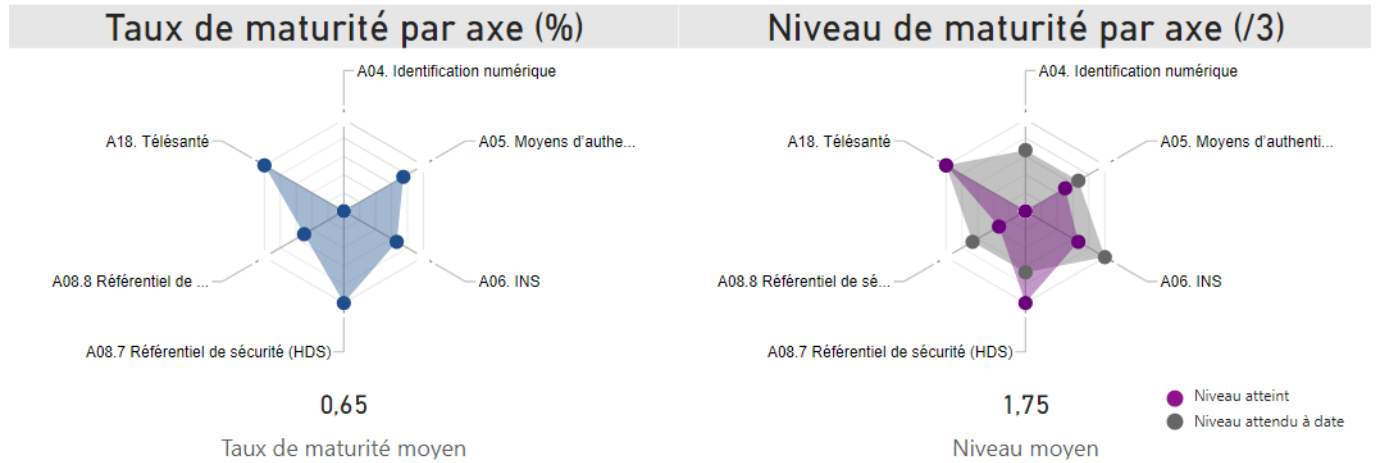 Taux de maturité par axe (%)
A04. Identification numérique
A18. Télésanté
A05. Moyens d'authe...
A08.8 Référentiel de ...
A06. INS
A08.7 Référentiel de sécurité (HDS)
0,65
Taux de maturité moyen
Niveau de maturité par axe (/3)
A04. Identification numérique
A18. Télésanté
A05. Moyens d'authenti...
A08.8 Référentiel de sé...
A06. INS
A08.7 Référentiel de sécurité (HDS)
1,75
Niveau moyen
Niveau atteint
Niveau attendu à date